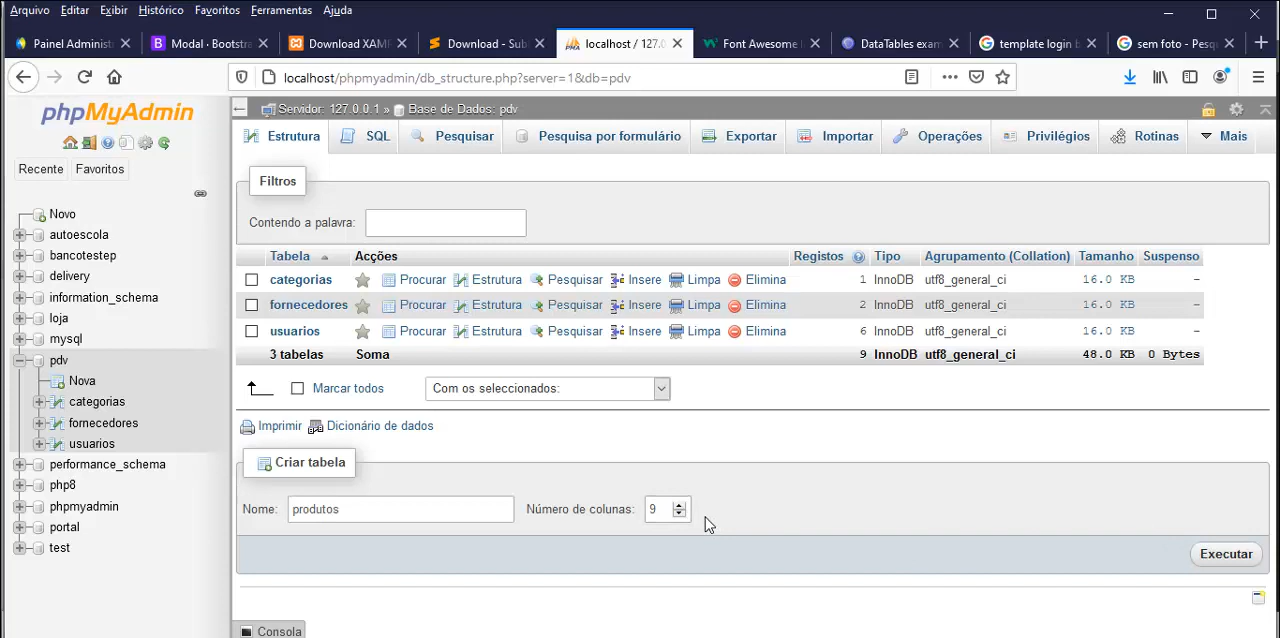 Arquivo Editar Exibir Histórico Favoritos Ferramentas Ajuda
Painel Administ Modal · Bootstra Download XAM Download - Sub localhost / 127.0. Font Awesome DataTables exam template login b sem foto - Pesqu
localhost/phpmyadmin/db_structure.php?server=1&db=pdv
phpMyAdmin
Recente Favoritos
Novo
autoescola
bancotestep
delivery
information_schema
loja
mysql
pdv
Nova
categorias
fornecedores
usuarios
performance_schema
php8
phpmyadmin
portal
test
Servidor: 127.0.0.1 » Base de Dados: pdv
Estrutura SQL Pesquisar Pesquisa por formulário Exportar Importar Operações Privilégios Rotinas Mais
Filtros
Contendo a palavra:
Tabela Acções Registos Tipo Agrupamento (Collation) Tamanho Suspenso
categorias Procurar Estrutura Pesquisar Insere Limpa Elimina 1 InnoDB utf8_general_ci 16.0 KB -
fornecedores Procurar Estrutura Pesquisar Insere Limpa Elimina 2 InnoDB utf8_general_ci 16.0 KB -
usuarios Procurar Estrutura Pesquisar Insere Limpa Elimina 6 InnoDB utf8_general_ci 16.0 KB -
3 tabelas Soma 9 InnoDB utf8_general_ci 48.0 KB 0 Bytes
Marcar todos Com os seleccionados:
Imprimir Dicionário de dados
Criar tabela
Nome: produtos Número de colunas: 9
Executar
Consola